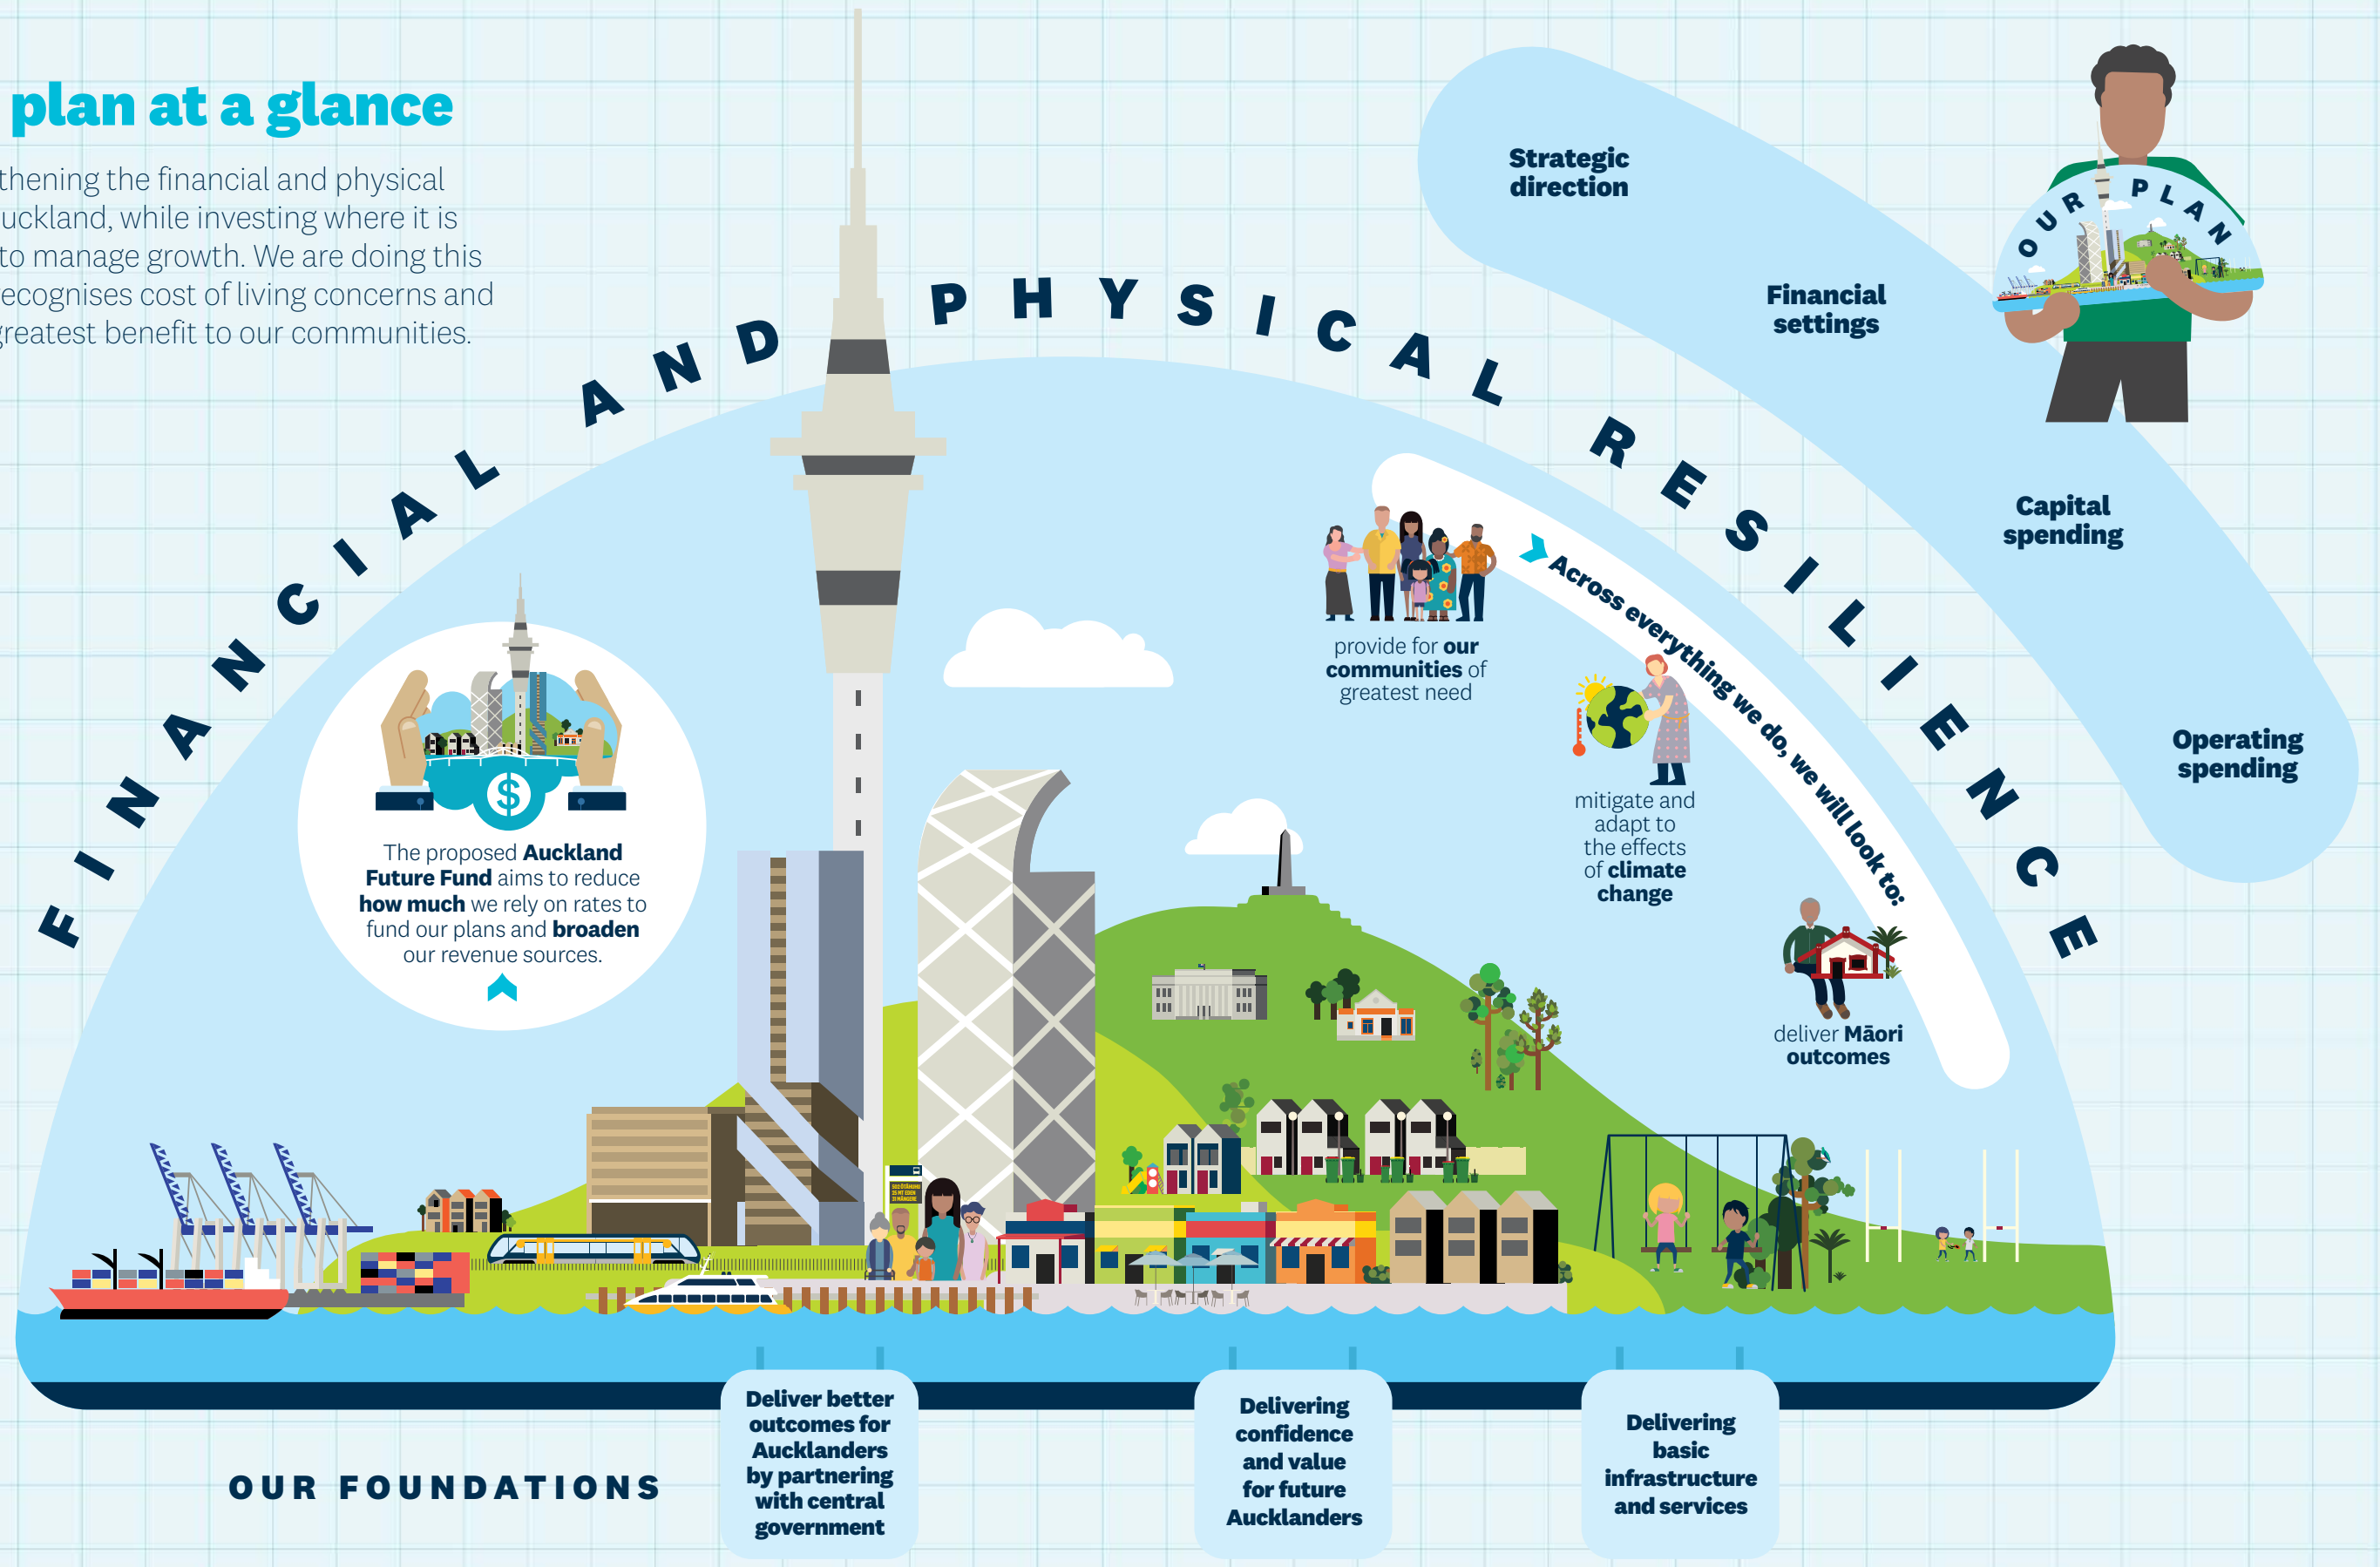 plan at a glance
thening the financial and physical
uckland, while investing where it is
to manage growth. We are doing this
ecognises cost of living concerns and
greatest benefit to our communities.
FINANCIAL AND PHYSICAL RESILIENCE
Strategic
direction
Financial
settings
Capital
spending
Operating
spending
OUR PLAN
Across everything we do, we will look to:
provide for our
communities of
greatest need
mitigate and
adapt to
the effects
of climate
change
deliver Māori
outcomes
$
The proposed Auckland
Future Fund aims to reduce
how much we rely on rates to
fund our plans and broaden
our revenue sources.
OUR FOUNDATIONS
Deliver better
outcomes for
Aucklanders
by partnering
with central
government
Delivering
confidence
and value
for future
Aucklanders
Delivering
basic
infrastructure
and services